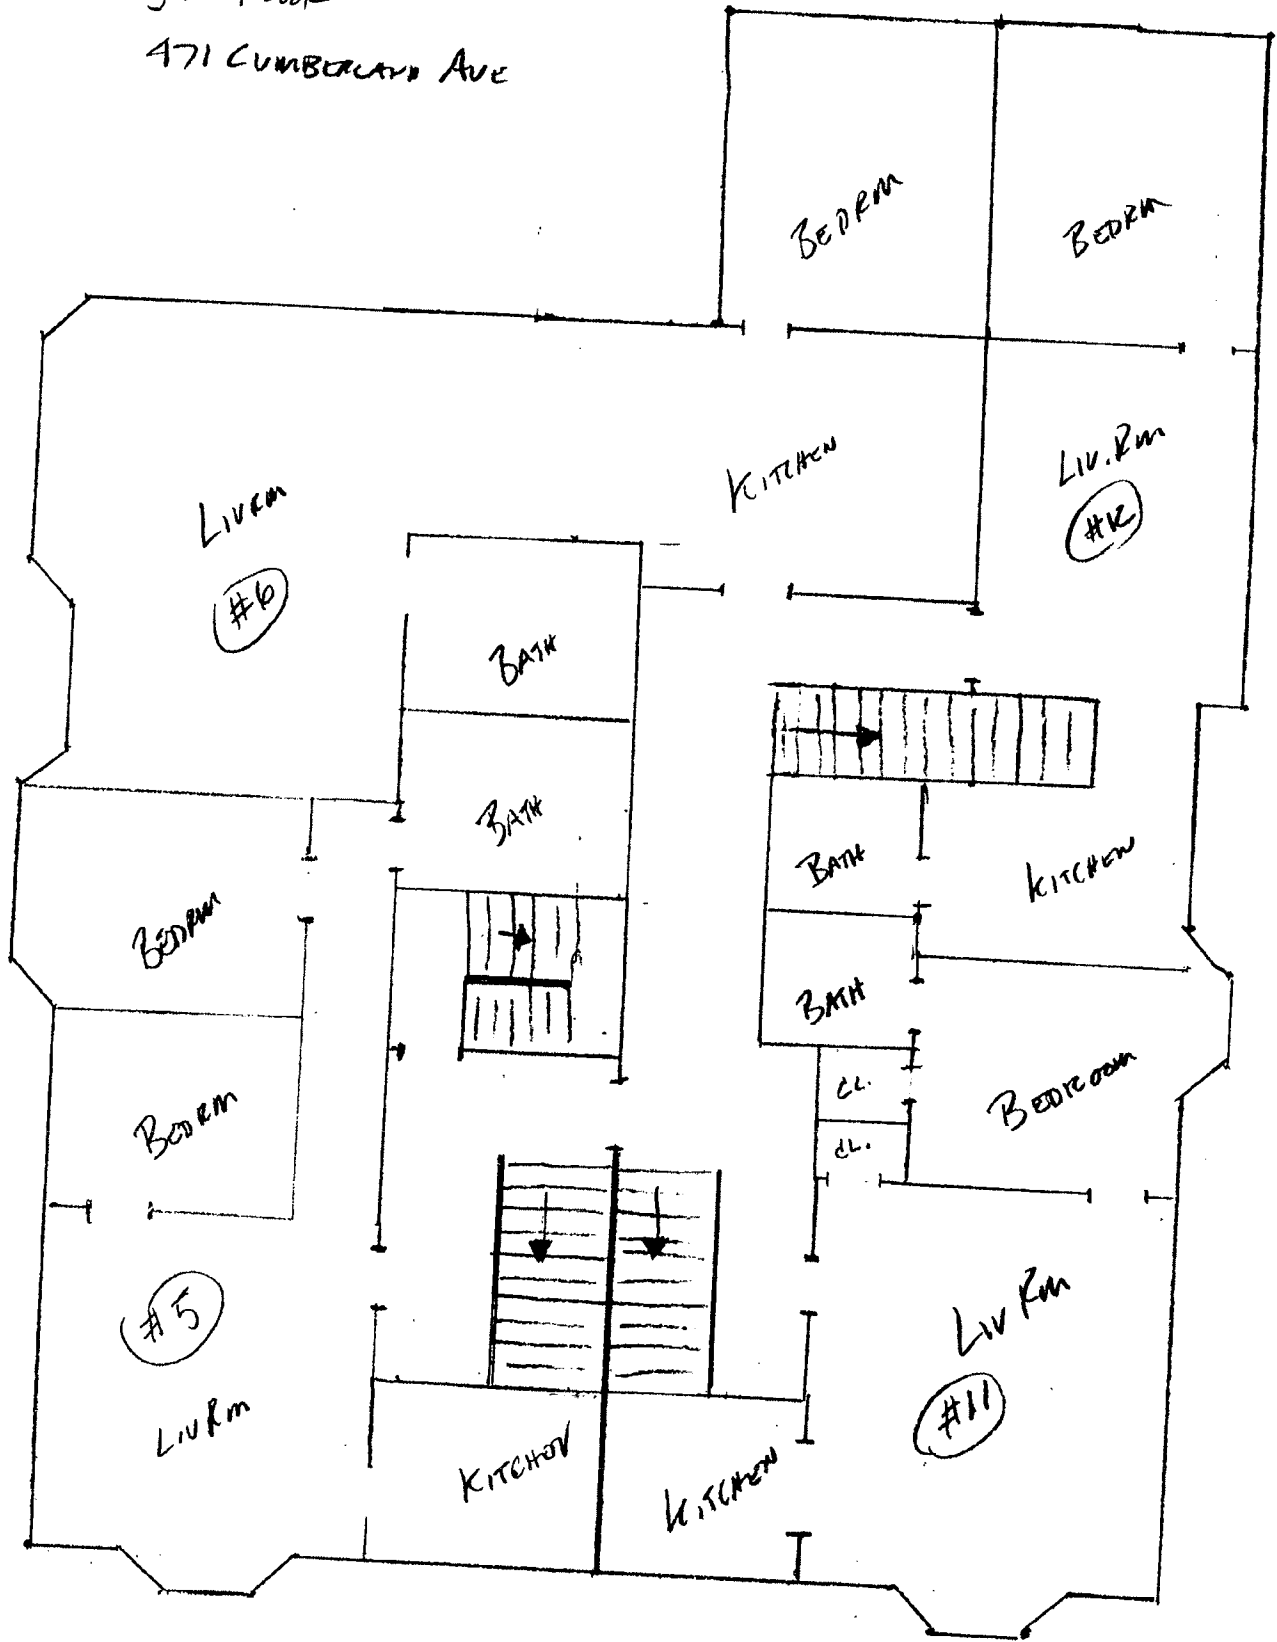 471 CUMBERLAND AVE
BEDRM
BEDRM
LIV. RM
#12
KITCHEN
LIVRM
#6
BATH
BATH
BATH
KITCHEN
BEDRM
BATH
BEDROOM
CL.
CL.
BEDRM
#5
LIV RM
LIVRM
#11
KITCHEN
KITCHEN